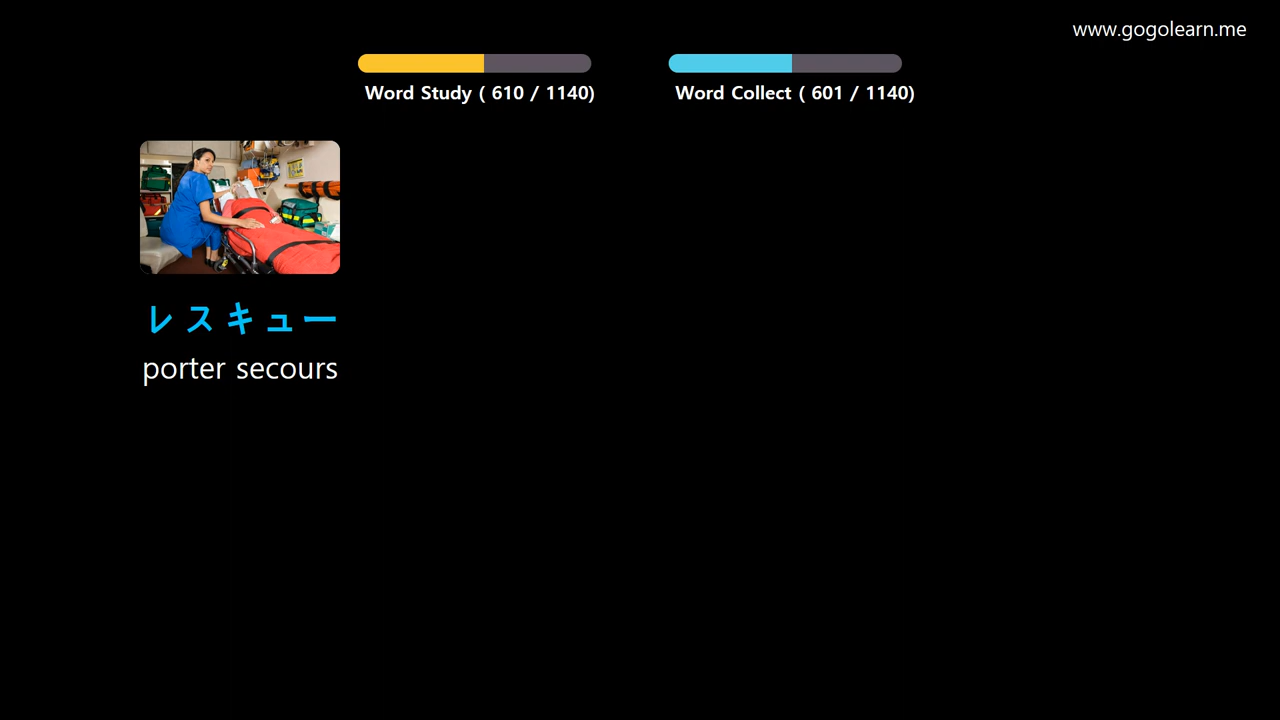 www.gogolearn.me
Word Study ( 610 / 1140)
Word Collect ( 601 / 1140)
レスキュー
porter secours